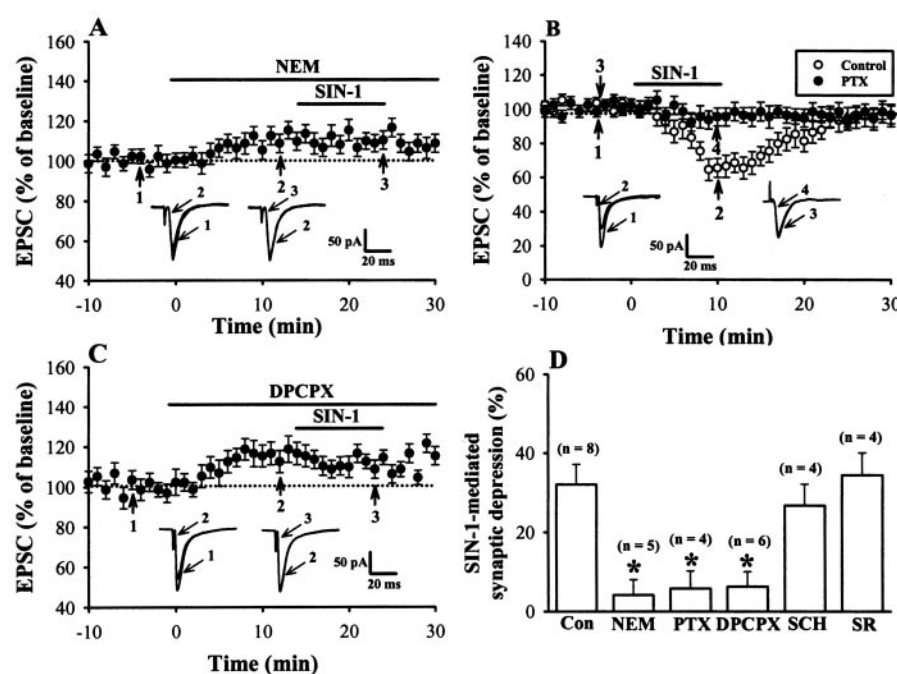 A
EPSC (% of baseline)
160
140
120
100
80
60
40
NEM
SIN-1
1
2
3
2
1
3
2
50 pA
20 ms
-10
0
10
20
30
Time (min)
B
EPSC (% of baseline)
140
120
100
80
60
40
20
0
SIN-1
Control
PTX
3
1
4
2
2
1
4
3
50 pA
20 ms
-10
0
10
20
30
Time (min)
C
EPSC (% of baseline)
160
140
120
100
80
60
40
DPCPX
SIN-1
1
2
3
2
1
3
2
50 pA
20 ms
-10
0
10
20
30
Time (min)
D
SIN-1-mediated
synaptic depression (%)
60
40
20
0
(n = 8)
(n = 5)
(n = 4)
(n = 6)
(n = 4)
(n = 4)
* * *
Con NEM PTX DPCPX SCH SR